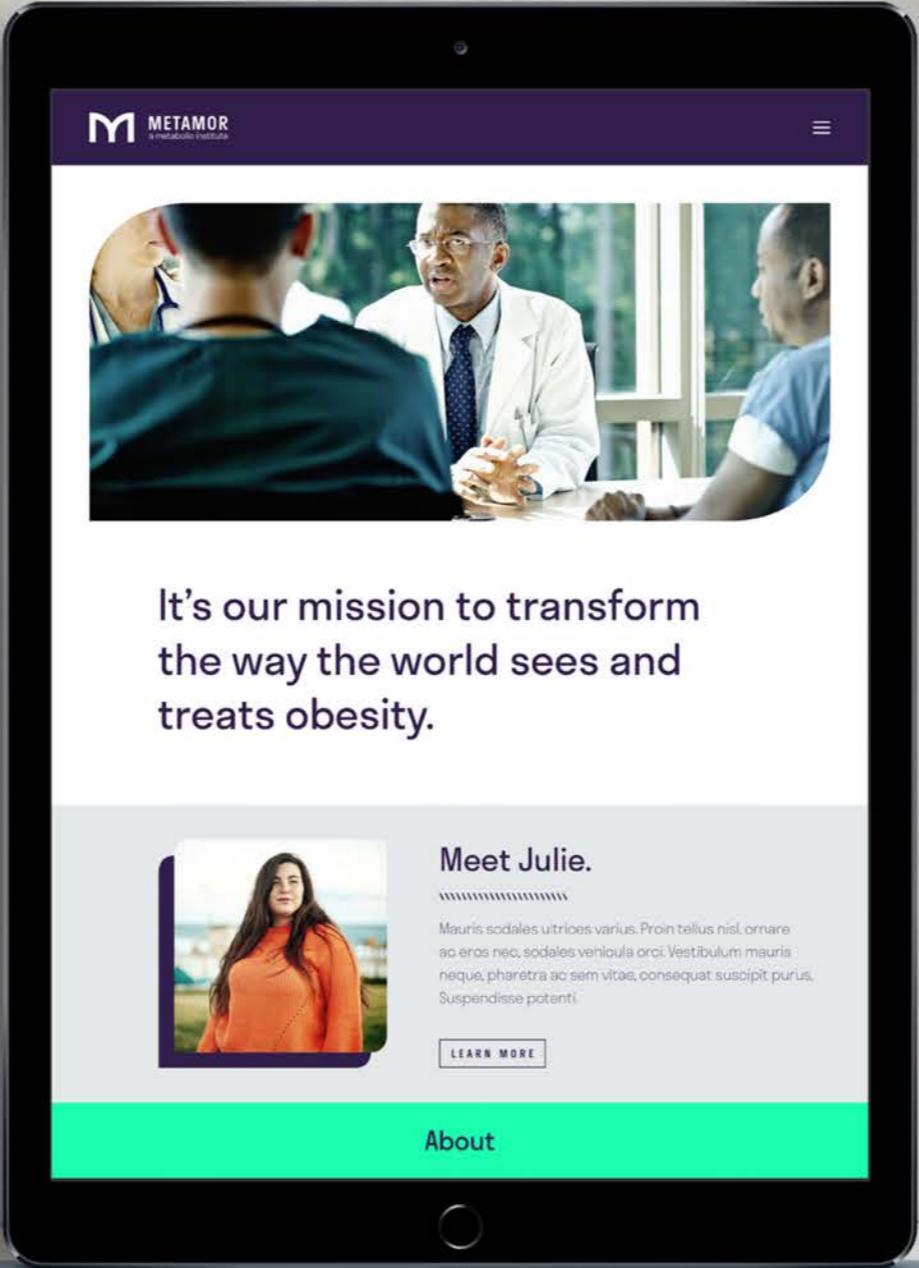 METAMOR
a metabolic institute
It's our mission to transform
the way the world sees and
treats obesity.
Meet Julie.
Mauris sodales ultrices varius. Proin tellus nisl, ornare
ac eros nec, sodales vehicula orci. Vestibulum mauris
neque, pharetra ac sem vitae, consequat suscipit purus.
Suspendisse potenti.
LEARN MORE
About